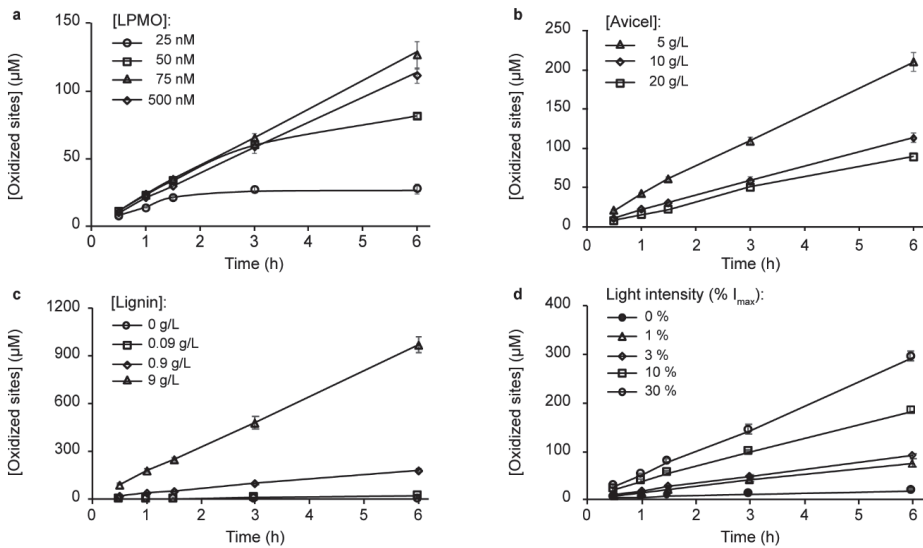 a
[LPMO]:
25 nM
50 nM
75 nM
500 nM
150
100
50
0
0 1 2 3 4 5 6
Time (h)
[Oxidized sites] (µM)
b
[Avicel]:
5 g/L
10 g/L
20 g/L
250
200
150
100
50
0
0 1 2 3 4 5 6
Time (h)
[Oxidized sites] (µM)
c
[Lignin]:
0 g/L
0.09 g/L
0.9 g/L
9 g/L
1200
900
600
300
0
0 1 2 3 4 5 6
Time (h)
[Oxidized sites] (µM)
d
Light intensity (% Imax):
0 %
1 %
3 %
10 %
30 %
400
300
200
100
0
0 1 2 3 4 5 6
Time (h)
[Oxidized sites] (µM)